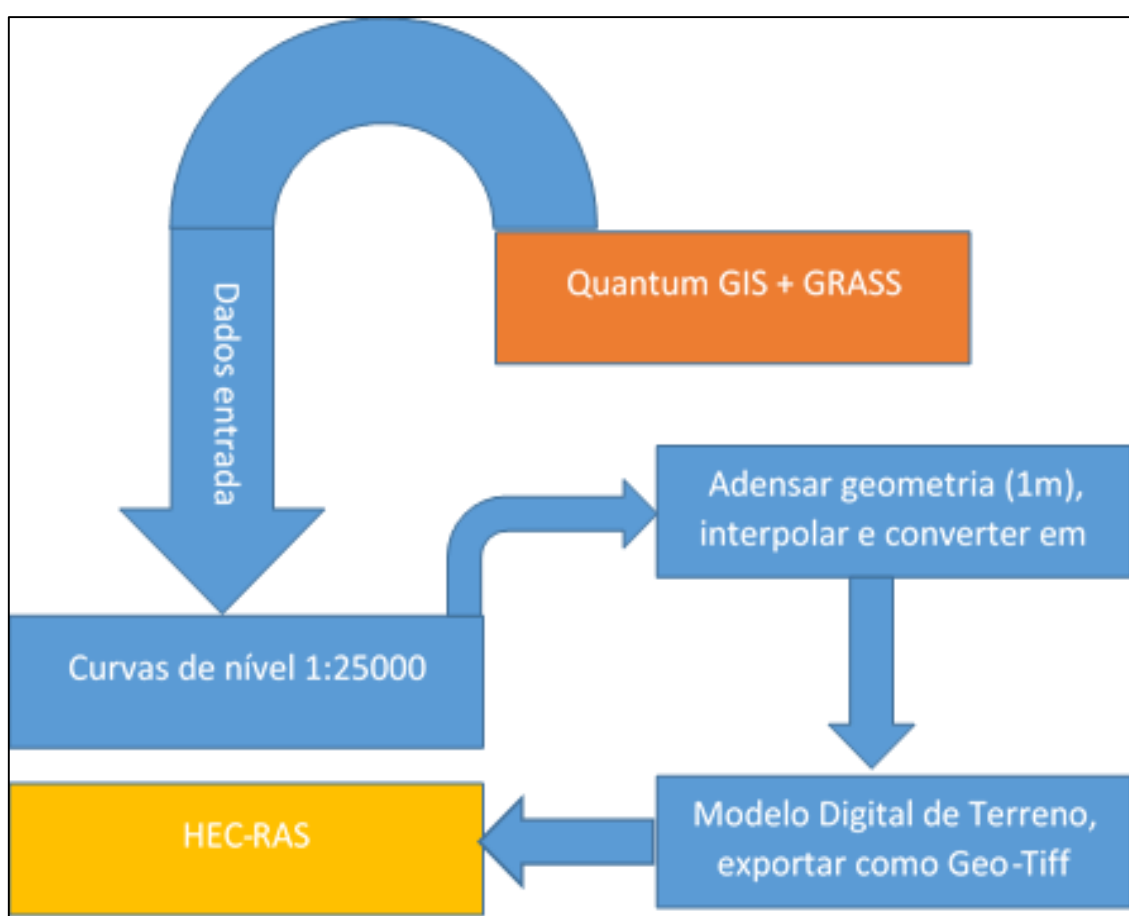 Quantum GIS + GRASS
Dados entrada
Curvas de nível 1:25000
Adensar geometria (1m),
interpolar e converter em
Modelo Digital de Terreno,
exportar como Geo-Tiff
HEC-RAS